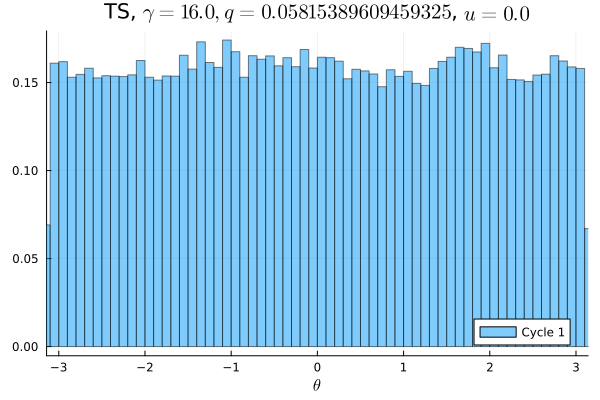 TS, γ = 16.0, q = 0.05815389609459325, u = 0.0
0.15
0.10
0.05
0.00
Cycle 1
−3 −2 −1 0 1 2 3
θ